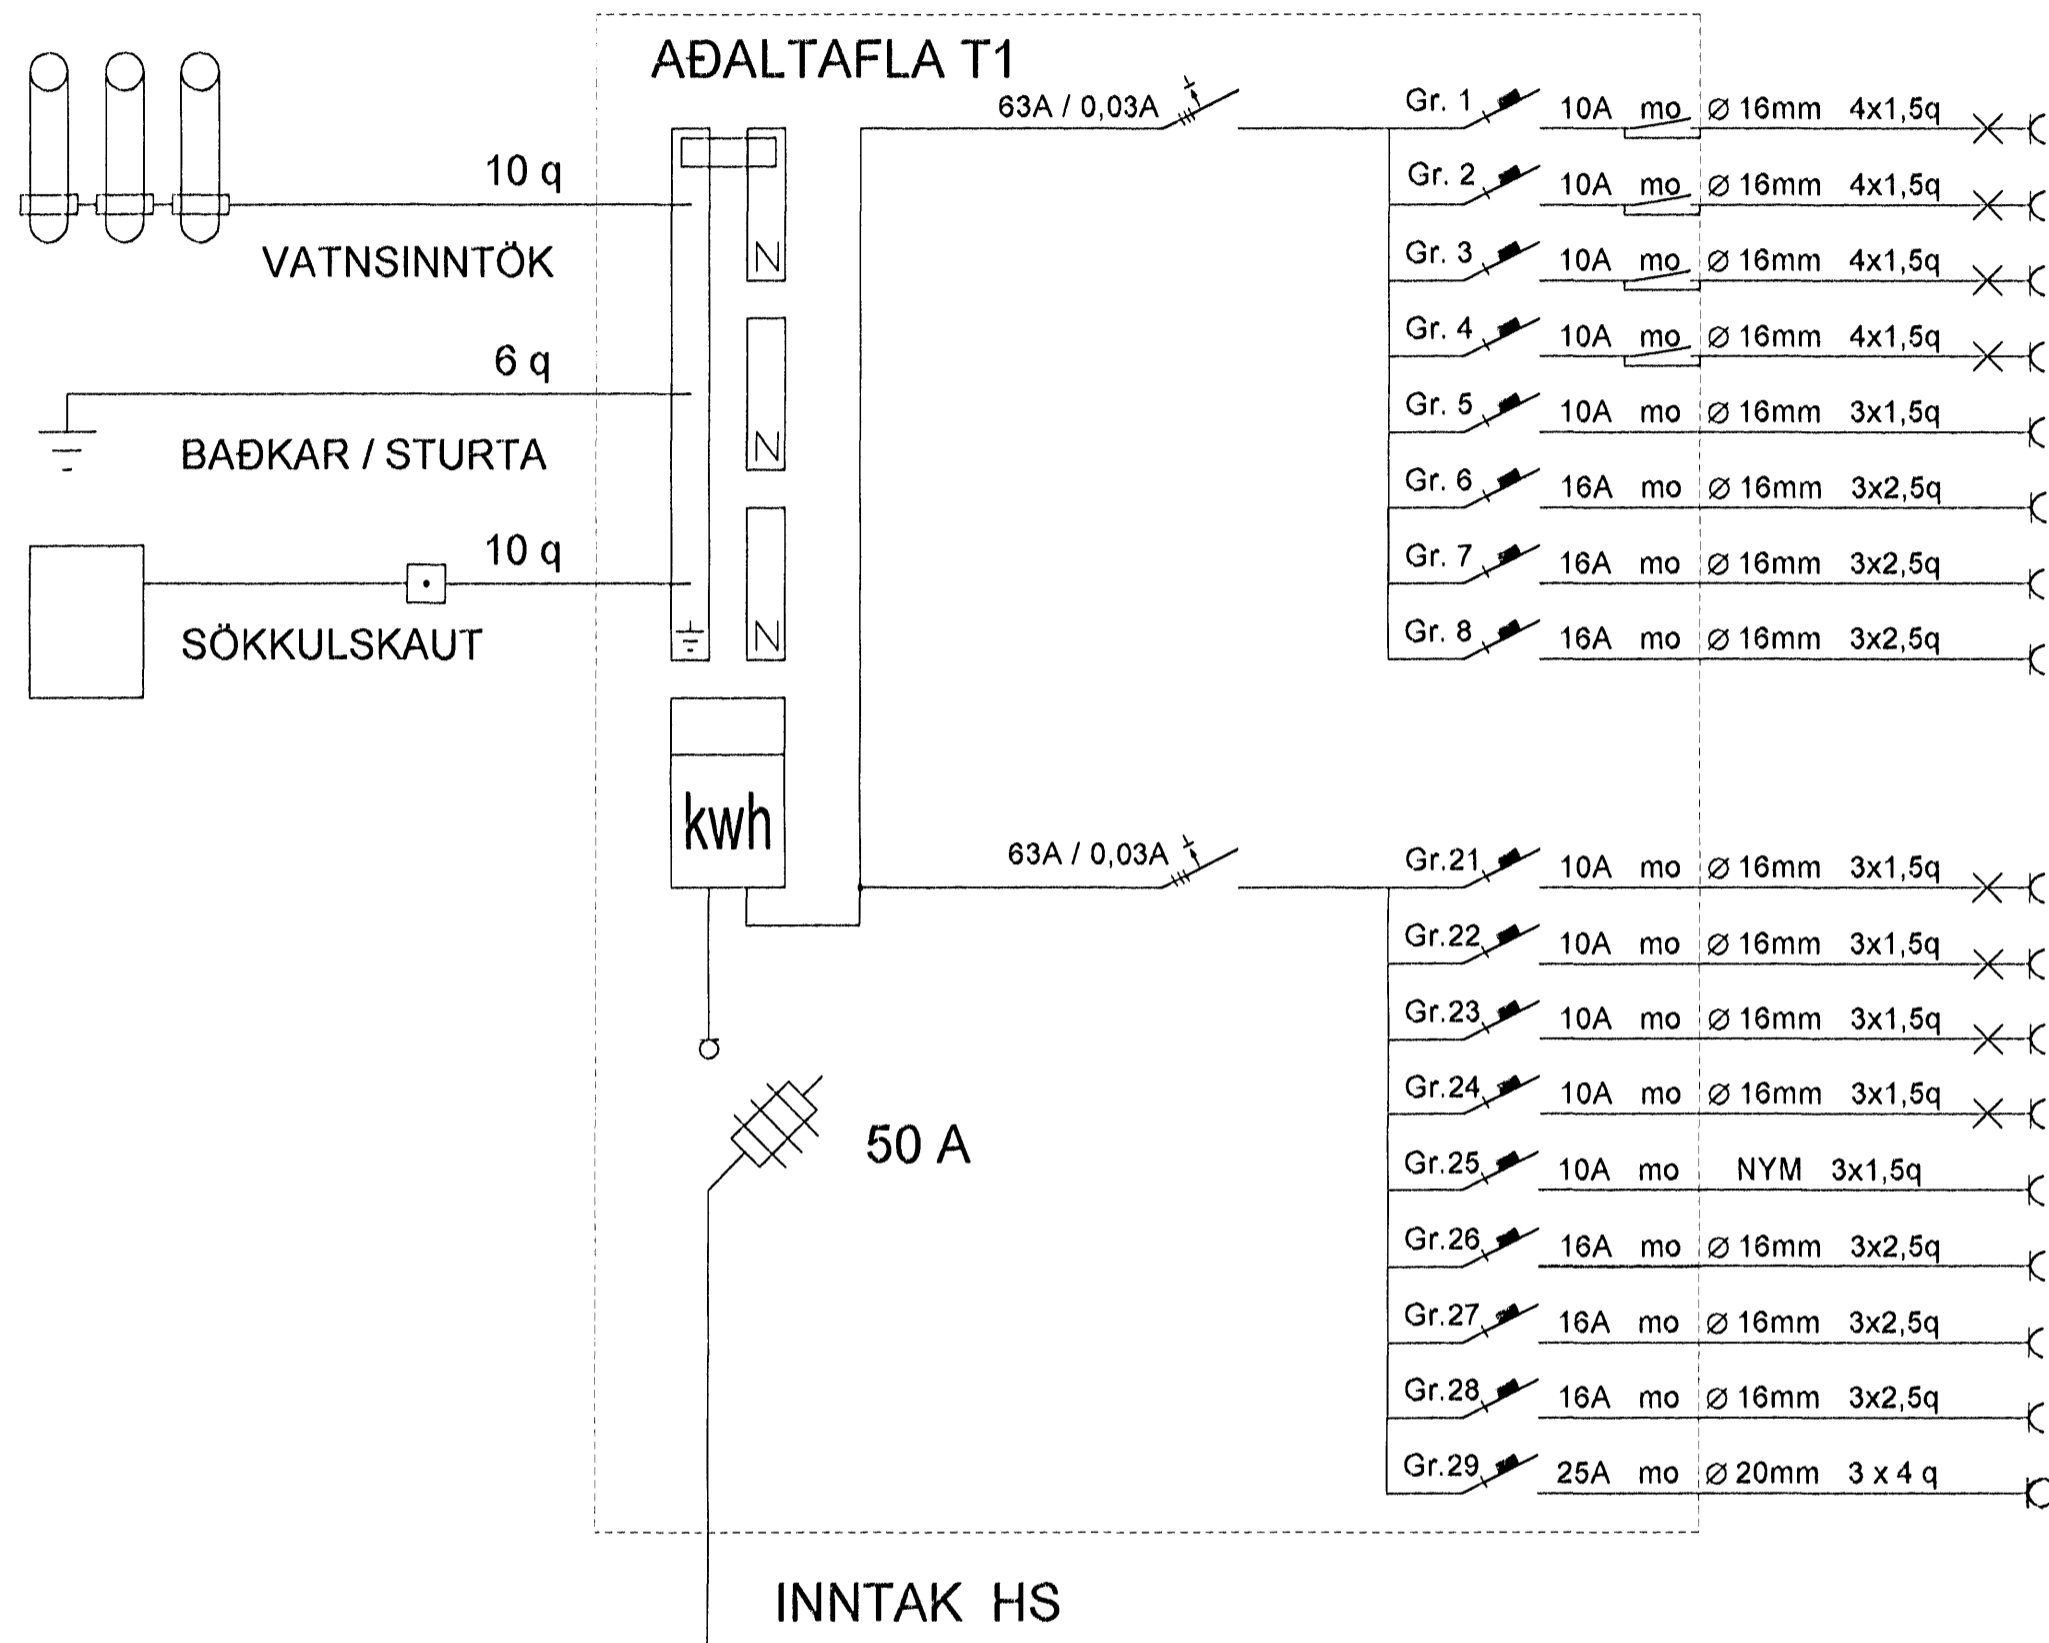 AÐALTAFLA T1
10 q
VATNSINNTÖK
6 q
BAÐKAR / STURTA
10 q
SÖKKULSKAUT
N
N
N
kwh
50 A
63A / 0,03A
Gr. 1 10A mo Ø 16mm 4x1,5q
Gr. 2 10A mo Ø 16mm 4x1,5q
Gr. 3 10A mo Ø 16mm 4x1,5q
Gr. 4 10A mo Ø 16mm 4x1,5q
Gr. 5 10A mo Ø 16mm 3x1,5q
Gr. 6 16A mo Ø 16mm 3x2,5q
Gr. 7 16A mo Ø 16mm 3x2,5q
Gr. 8 16A mo Ø 16mm 3x2,5q
63A / 0,03A
Gr.21 10A mo Ø 16mm 3x1,5q
Gr.22 10A mo Ø 16mm 3x1,5q
Gr.23 10A mo Ø 16mm 3x1,5q
Gr.24 10A mo Ø 16mm 3x1,5q
Gr.25 10A mo NYM 3x1,5q
Gr.26 16A mo Ø 16mm 3x2,5q
Gr.27 16A mo Ø 16mm 3x2,5q
Gr.28 16A mo Ø 16mm 3x2,5q
Gr.29 25A mo Ø 20mm 3 x 4 q
INNTAK HS